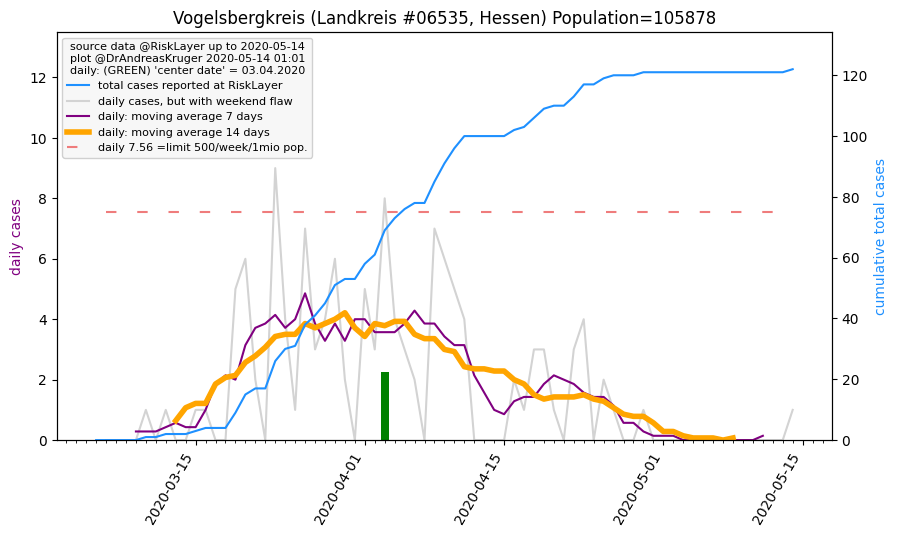 Vogelsbergkreis (Landkreis #06535, Hessen) Population=105878
source data @RiskLayer up to 2020-05-14
plot @DrAndreasKruger 2020-05-14 01:01
daily: (GREEN) 'center date' = 03.04.2020
total cases reported at RiskLayer
daily cases, but with weekend flaw
daily: moving average 7 days
daily: moving average 14 days
daily 7.56 =limit 500/week/1mio pop.
daily cases
12
10
8
6
4
2
0
120
100
80
60
40
20
0
cumulative total cases
2020-03-15
2020-04-01
2020-04-15
2020-05-01
2020-05-15